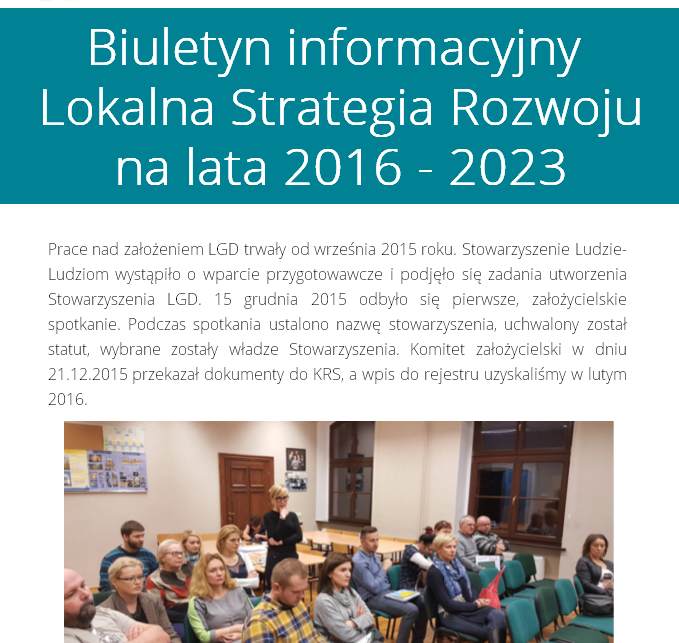 Biuletyn informacyjny
Lokalna Strategia Rozwoju
na lata 2016 - 2023
Prace nad założeniem LGD trwały od września 2015 roku. Stowarzyszenie Ludzie-
Ludziom wystąpiło o wparcie przygotowawcze i podjęło się zadania utworzenia
Stowarzyszenia LGD. 15 grudnia 2015 odbyło się pierwsze, założycielskie
spotkanie. Podczas spotkania ustalono nazwę stowarzyszenia, uchwalony został
statut, wybrane zostały władze Stowarzyszenia. Komitet założycielski w dniu
21.12.2015 przekazał dokumenty do KRS, a wpis do rejestru uzyskaliśmy w lutym
2016.